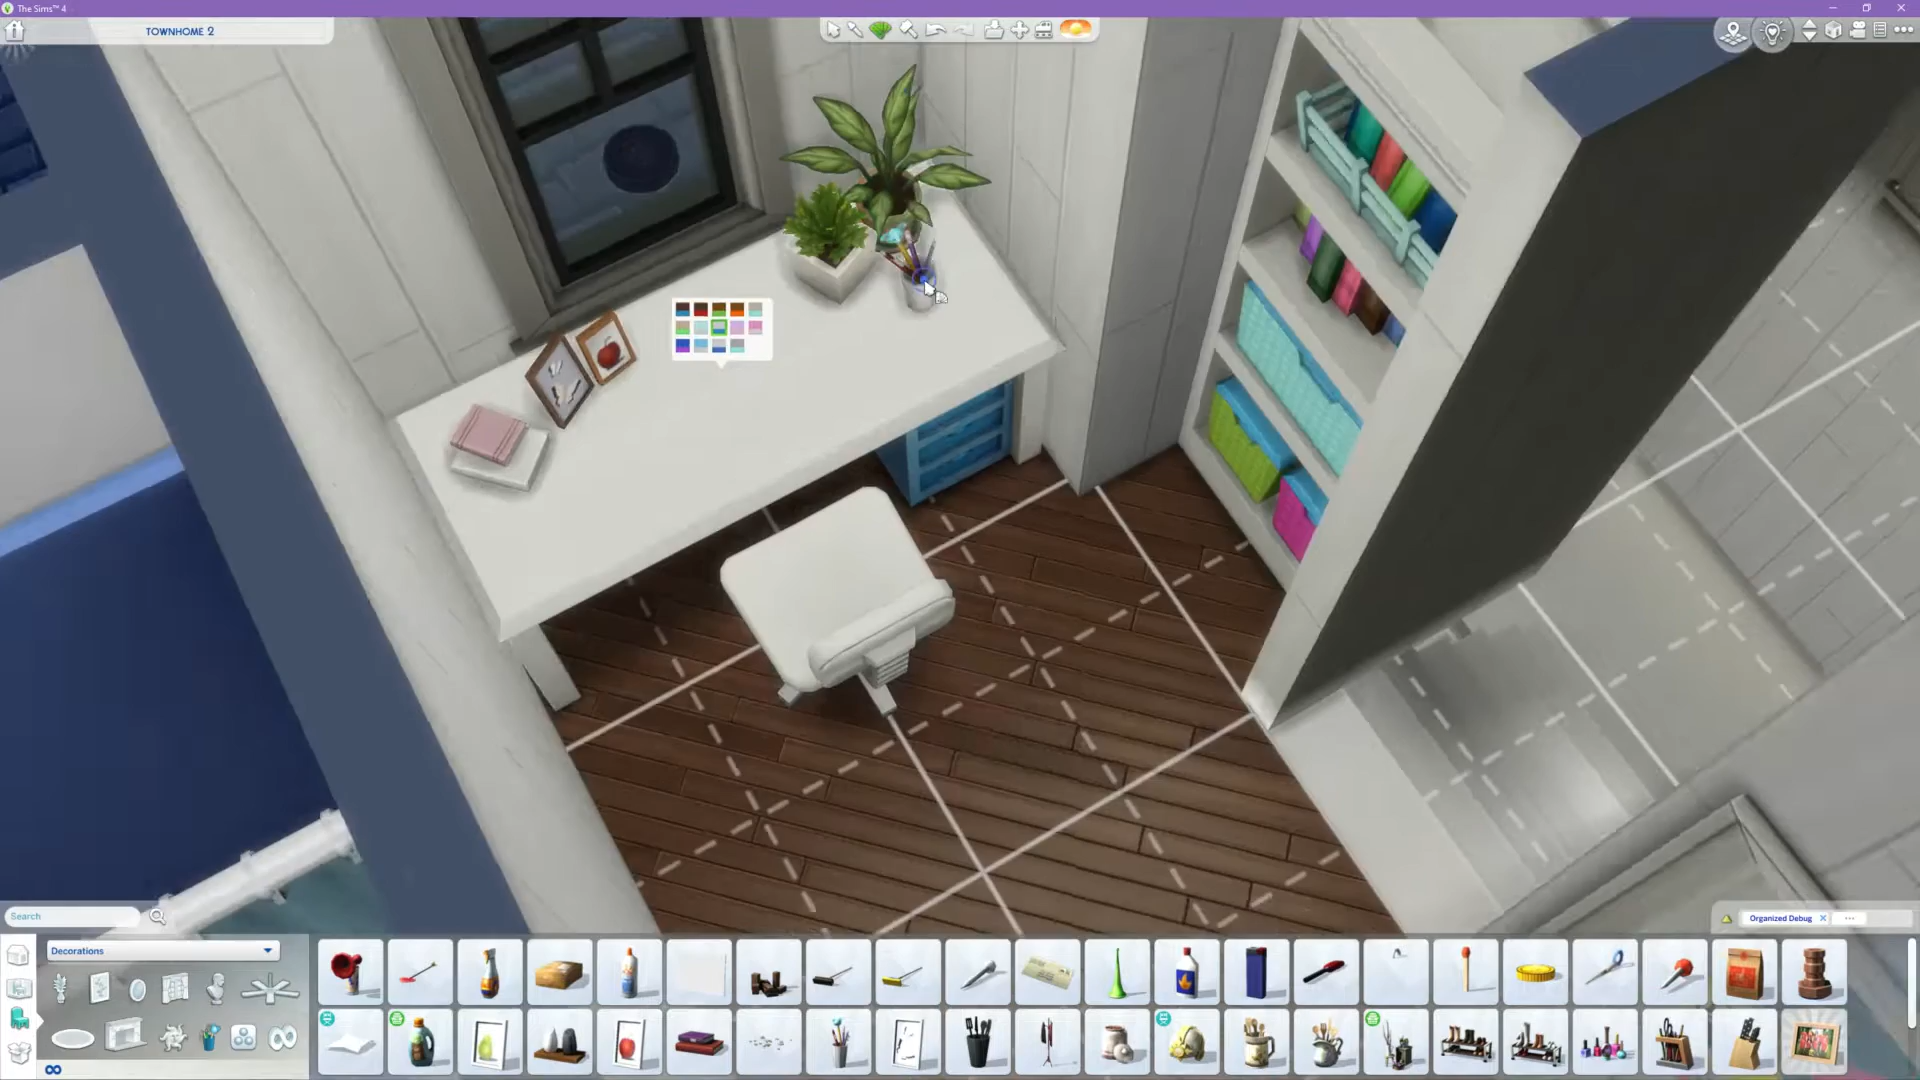 The Sims™ 4
TOWNHOME 2
Search
Organized Debug
Decorations